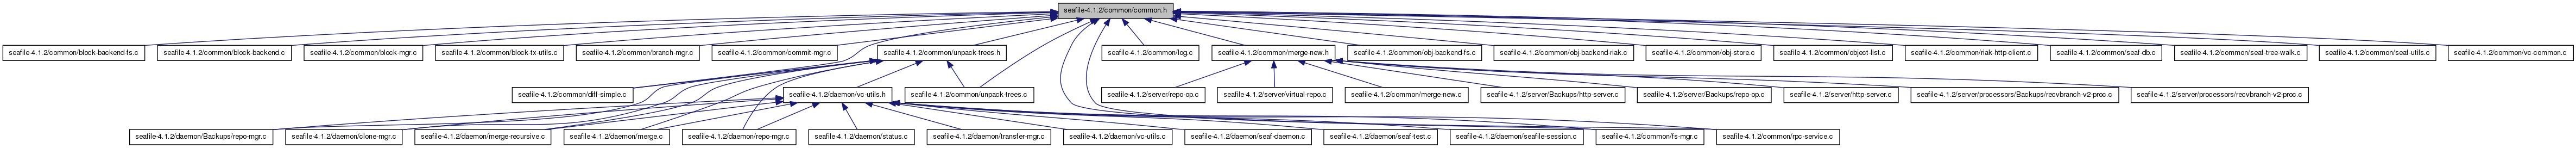 seafile-4.1.2/common/common.h
seafile-4.1.2/common/block-backend-fs.c
seafile-4.1.2/common/block-backend.c
seafile-4.1.2/common/block-mgr.c
seafile-4.1.2/common/block-tx-utils.c
seafile-4.1.2/common/branch-mgr.c
seafile-4.1.2/common/commit-mgr.c
seafile-4.1.2/common/unpack-trees.h
seafile-4.1.2/common/log.c
seafile-4.1.2/common/merge-new.h
seafile-4.1.2/common/obj-backend-fs.c
seafile-4.1.2/common/obj-backend-riak.c
seafile-4.1.2/common/obj-store.c
seafile-4.1.2/common/object-list.c
seafile-4.1.2/common/riak-http-client.c
seafile-4.1.2/common/seaf-db.c
seafile-4.1.2/common/seaf-tree-walk.c
seafile-4.1.2/common/seaf-utils.c
seafile-4.1.2/common/vc-common.c
seafile-4.1.2/common/diff-simple.c
seafile-4.1.2/daemon/vc-utils.h
seafile-4.1.2/common/unpack-trees.c
seafile-4.1.2/server/repo-op.c
seafile-4.1.2/server/virtual-repo.c
seafile-4.1.2/common/merge-new.c
seafile-4.1.2/server/Backups/http-server.c
seafile-4.1.2/server/Backups/repo-op.c
seafile-4.1.2/server/http-server.c
seafile-4.1.2/server/processors/Backups/recvbranch-v2-proc.c
seafile-4.1.2/server/processors/recvbranch-v2-proc.c
seafile-4.1.2/daemon/Backups/repo-mgr.c
seafile-4.1.2/daemon/clone-mgr.c
seafile-4.1.2/daemon/merge-recursive.c
seafile-4.1.2/daemon/merge.c
seafile-4.1.2/daemon/repo-mgr.c
seafile-4.1.2/daemon/status.c
seafile-4.1.2/daemon/transfer-mgr.c
seafile-4.1.2/daemon/vc-utils.c
seafile-4.1.2/daemon/seaf-daemon.c
seafile-4.1.2/daemon/seaf-test.c
seafile-4.1.2/daemon/seafile-session.c
seafile-4.1.2/common/fs-mgr.c
seafile-4.1.2/common/rpc-service.c